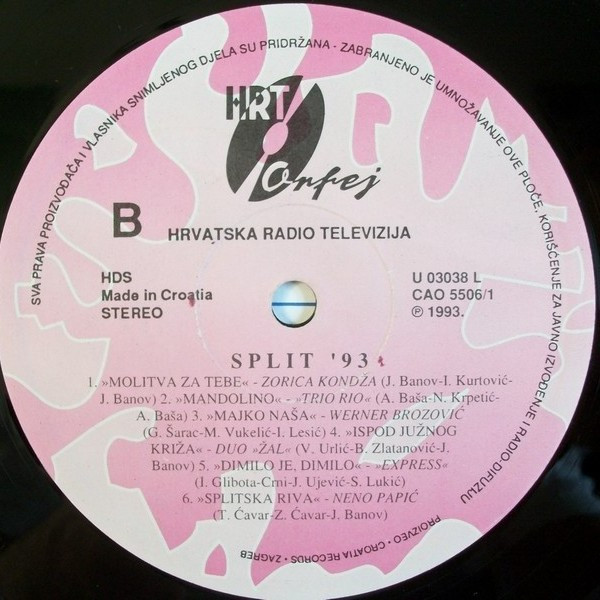 SVA PRAVA PROIZVOĐAČA I VLASNIKA SNIMLJENOG DJELA SU PRIDRŽANA - ZABRANJENO JE UMNOŽAVANJE OVE PLOČE, KORIŠĆENJE ZA JAVNO IZVOĐENJE I RADIO-DIFUZIJU
HRT
Orfej
B
HRVATSKA RADIO TELEVIZIJA
HDS
Made in Croatia
STEREO
U 03038 L
CAO 5506/1
℗ 1993.
SPLIT '93
1. »MOLITVA ZA TEBE« - ZORICA KONDŽA (J. Banov-I. Kurtović-
J. Banov) 2. »MANDOLINO« - »TRIO RIO« (A. Baša-N. Krpetić-
A. Baša) 3. »MAJKO NAŠA« - WERNER BROZOVIĆ
(G. Šarac-M. Vukelić-I. Lesić) 4. »ISPOD JUŽNOG
KRIŽA« - DUO »ŽAL« (V. Urlić-B. Zlatanović-J.
Banov) 5. »DIMILO JE, DIMILO« - »EXPRESS«
(I. Glibota-Crni-J. Ujević-S. Lukić)
6. »SPLITSKA RIVA« - NENO PAPIĆ
(T. Ćavar-Z. Ćavar-J. Banov)
PROIZVEO • CROATIA RECORDS • ZAGREB